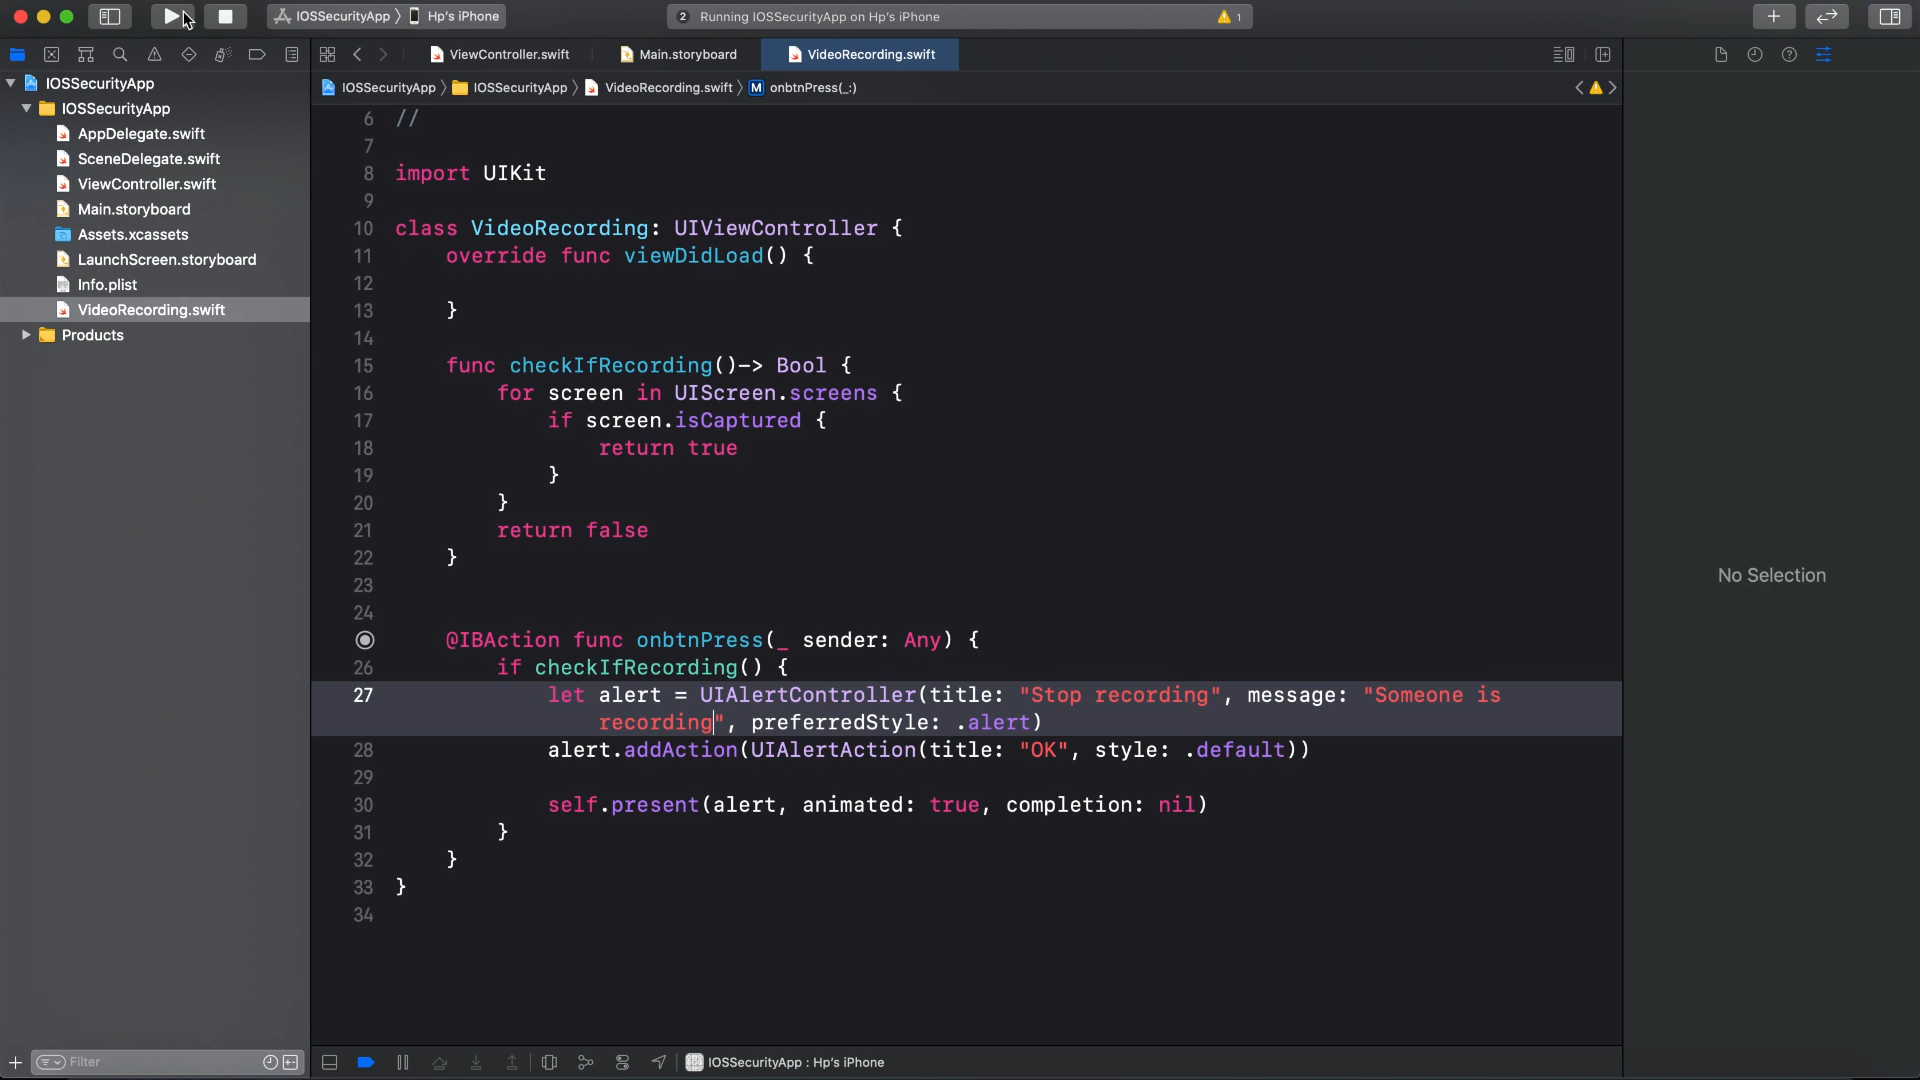 IOSSecurityApp 〉 Hp's iPhone
2 Running IOSSecurityApp on Hp's iPhone
1
ViewController.swift
Main.storyboard
VideoRecording.swift
IOSSecurityApp 〉 IOSSecurityApp 〉 VideoRecording.swift 〉 M onbtnPress(_:)
IOSSecurityApp
IOSSecurityApp
AppDelegate.swift
SceneDelegate.swift
ViewController.swift
Main.storyboard
Assets.xcassets
LaunchScreen.storyboard
Info.plist
VideoRecording.swift
Products
6 //
7
8 import UIKit
9
10 class VideoRecording: UIViewController {
11 override func viewDidLoad() {
12
13 }
14
15 func checkIfRecording()-> Bool {
16 for screen in UIScreen.screens {
17 if screen.isCaptured {
18 return true
19 }
20 }
21 return false
22 }
23
24
@IBAction func onbtnPress(_ sender: Any) {
26 if checkIfRecording() {
27 let alert = UIAlertController(title: "Stop recording", message: "Someone is
recording", preferredStyle: .alert)
28 alert.addAction(UIAlertAction(title: "OK", style: .default))
29
30 self.present(alert, animated: true, completion: nil)
31 }
32 }
33 }
34
No Selection
Filter
IOSSecurityApp : Hp's iPhone